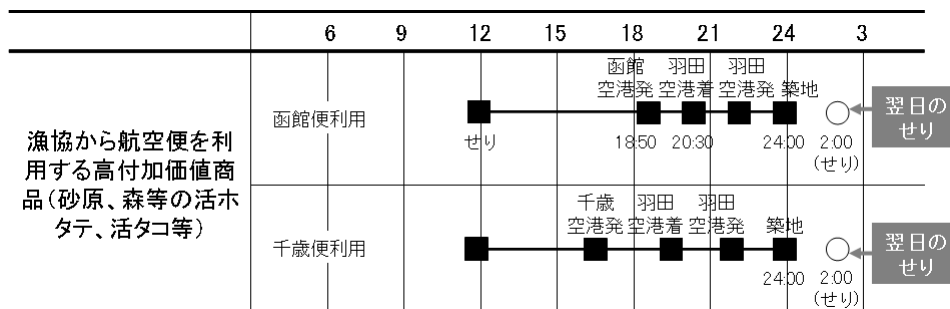 6 9 12 15 18 21 24 3
漁協から航空便を利
用する高付加価値商
品(砂原、森等の活ホ
タテ、活タコ等)
函館便利用
函館 羽田 羽田
空港発 空港着 空港発 築地
せり 18:50 20:30 24:00 2:00
(せり)
翌日の
せり
千歳便利用
千歳 羽田 羽田
空港発 空港着 空港発 築地
24:00 2:00
(せり)
翌日の
せり